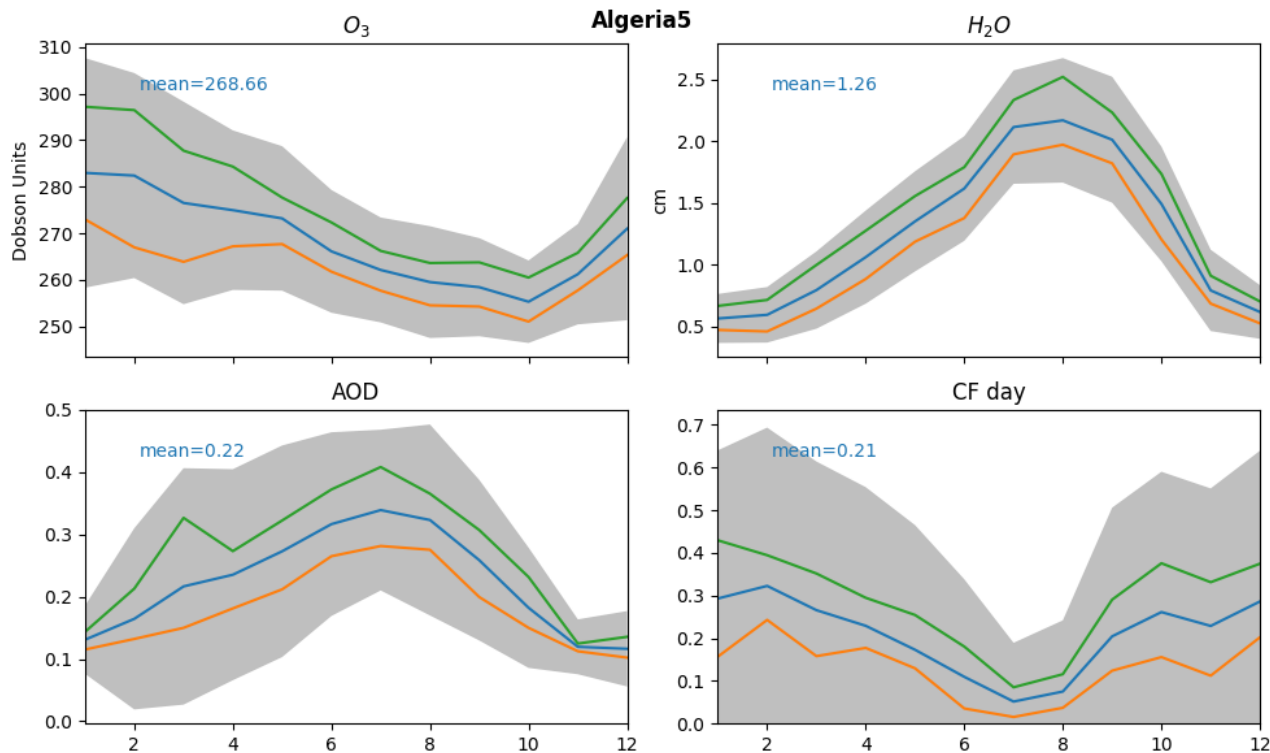 Algeria5
O3
310
300
290
280
270
260
250
Dobson Units
mean=268.66
H2O
2.5
2.0
1.5
1.0
0.5
cm
mean=1.26
AOD
0.5
0.4
0.3
0.2
0.1
0.0
mean=0.22
2 4 6 8 10 12
CF day
0.7
0.6
0.5
0.4
0.3
0.2
0.1
0.0
mean=0.21
2 4 6 8 10 12